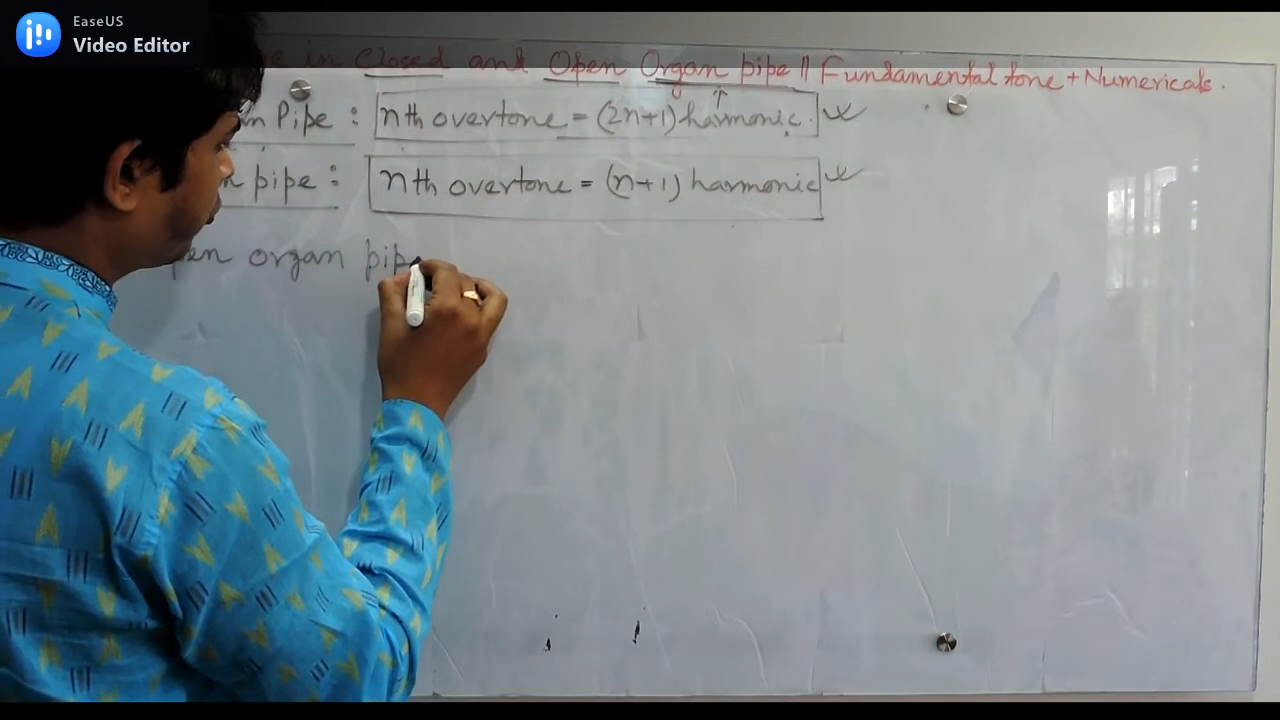 EaseUS
Video Editor
in Closed and Open Organ pipe || Fundamental tone + Numericals.
Pipe : nth overtone = (2n+1) harmonic.
pipe : nth overtone = (n+1) harmonic
organ pip